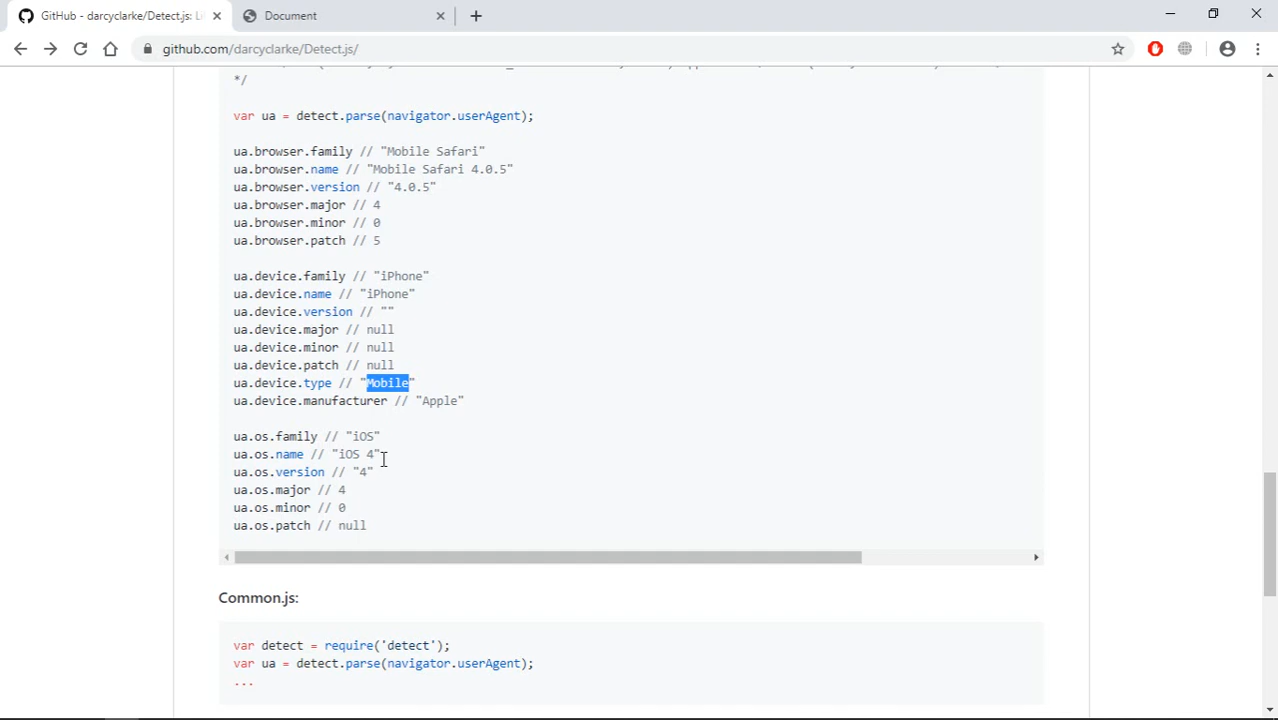 GitHub - darcyclarke/Detect.js: Li
Document
github.com/darcyclarke/Detect.js/
*/
var ua = detect.parse(navigator.userAgent);
ua.browser.family // "Mobile Safari"
ua.browser.name // "Mobile Safari 4.0.5"
ua.browser.version // "4.0.5"
ua.browser.major // 4
ua.browser.minor // 0
ua.browser.patch // 5
ua.device.family // "iPhone"
ua.device.name // "iPhone"
ua.device.version // ""
ua.device.major // null
ua.device.minor // null
ua.device.patch // null
ua.device.type // "Mobile"
ua.device.manufacturer // "Apple"
ua.os.family // "iOS"
ua.os.name // "iOS 4"
ua.os.version // "4"
ua.os.major // 4
ua.os.minor // 0
ua.os.patch // null
Common.js:
var detect = require('detect');
var ua = detect.parse(navigator.userAgent);
...